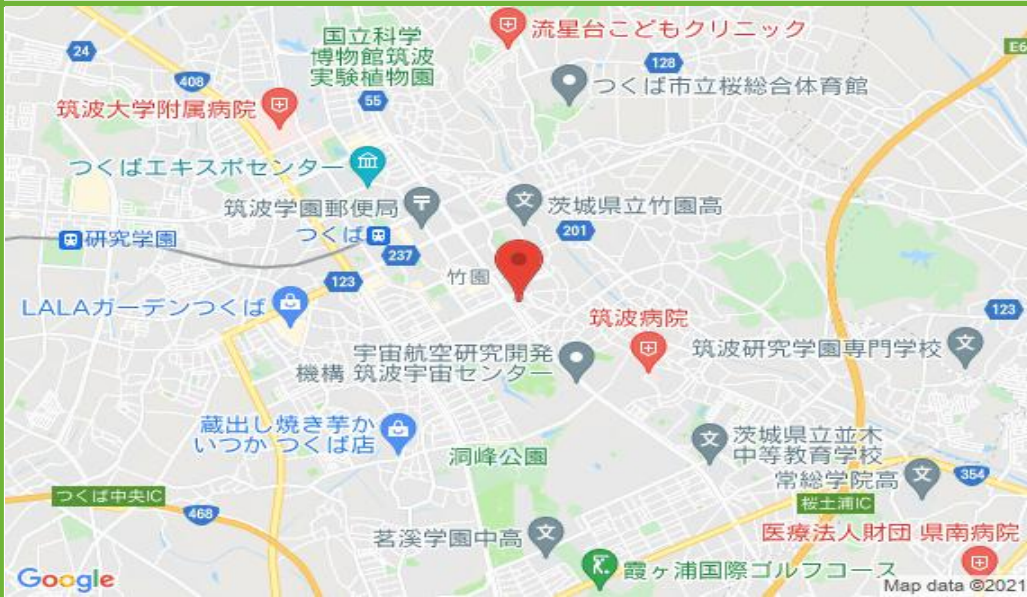 国立科学
博物館筑波
実験植物園
流星台こどもクリニック
E6
24
408
55
128
つくば市立桜総合体育館
筑波大学附属病院
つくばエキスポセンター
筑波学園郵便局
茨城県立竹園高
201
研究学園
つくば
237
竹園
123
LALAガーデンつくば
123
筑波病院
宇宙航空研究開発
機構 筑波宇宙センター
筑波研究学園専門学校
蔵出し焼き芋か
いつか つくば店
洞峰公園
茨城県立並木
中等教育学校
常総学院高
354
つくば中央IC
468
桜土浦IC
茗溪学園中高
医療法人財団 県南病院
霞ヶ浦国際ゴルフコース
Google
Map data ©2021